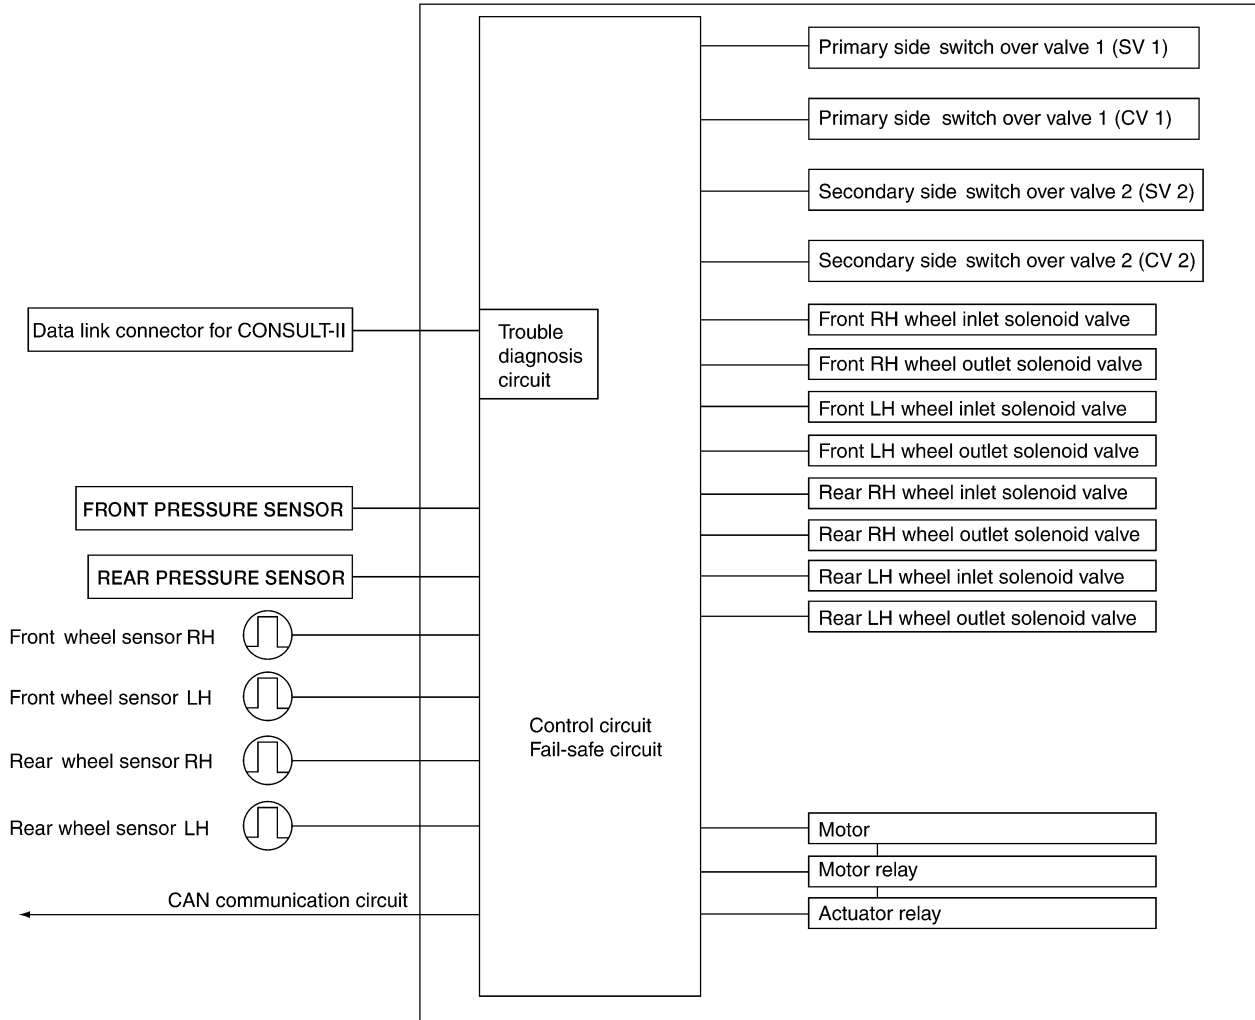 Primary side switch over valve 1 (SV 1)
Primary side switch over valve 1 (CV 1)
Secondary side switch over valve 2 (SV 2)
Secondary side switch over valve 2 (CV 2)
Data link connector for CONSULT-II
Trouble
diagnosis
circuit
Front RH wheel inlet solenoid valve
Front RH wheel outlet solenoid valve
Front LH wheel inlet solenoid valve
Front LH wheel outlet solenoid valve
Rear RH wheel inlet solenoid valve
Rear RH wheel outlet solenoid valve
Rear LH wheel inlet solenoid valve
Rear LH wheel outlet solenoid valve
FRONT PRESSURE SENSOR
REAR PRESSURE SENSOR
Front wheel sensor RH
Front wheel sensor LH
Rear wheel sensor RH
Rear wheel sensor LH
Control circuit
Fail-safe circuit
Motor
Motor relay
Actuator relay
CAN communication circuit